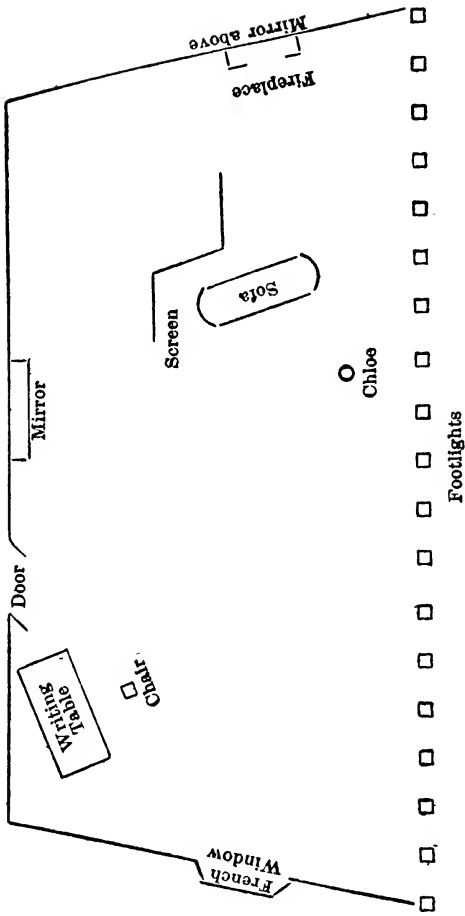 Mirror above
Fireplace
Screen
Sofa
Mirror
Chloe
Door
Footlights
Writing
Table
Chair
French
Window